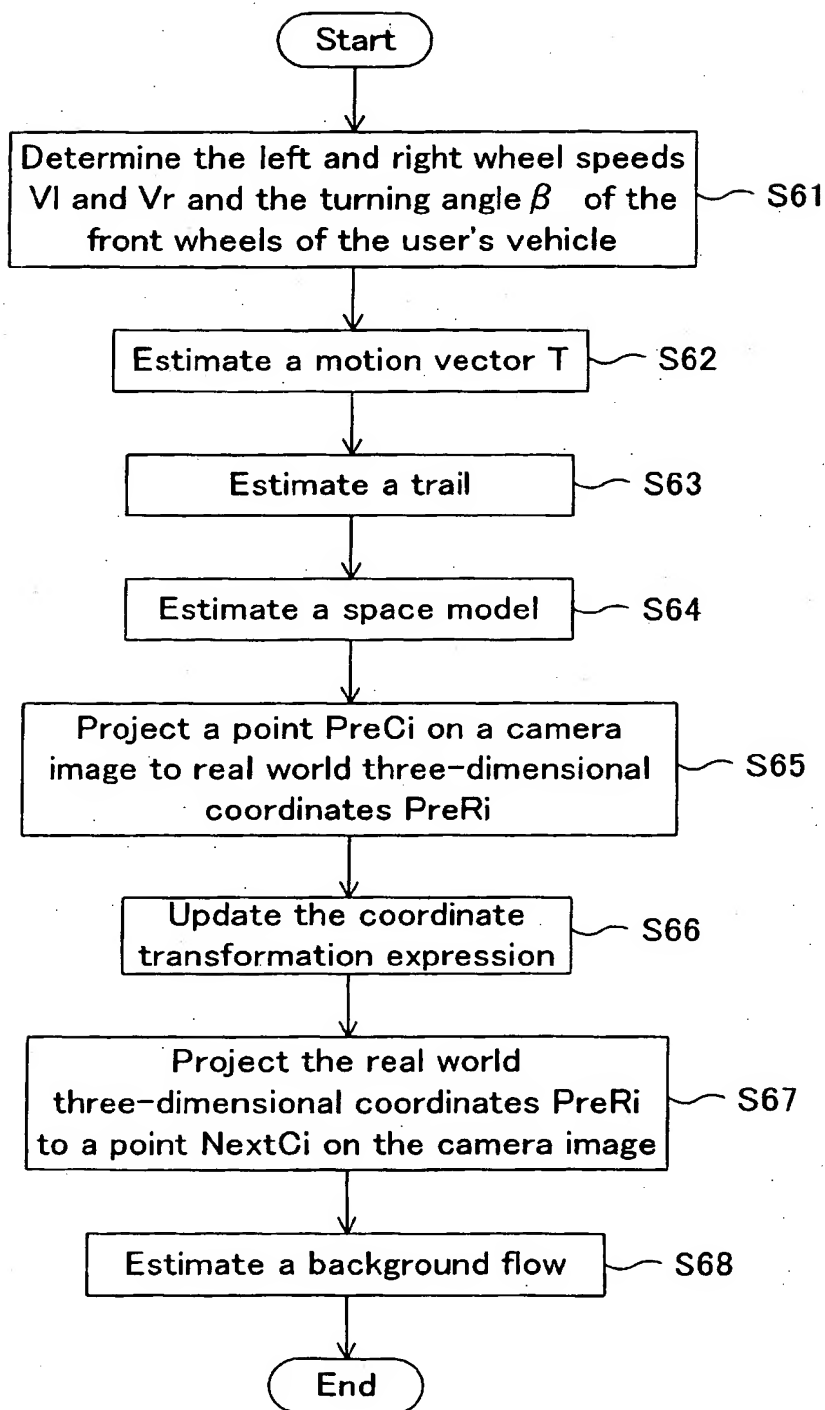 Start
Determine the left and right wheel speeds
Vl and Vr and the turning angle β of the
front wheels of the user's vehicle
S61
Estimate a motion vector T
S62
Estimate a trail
S63
Estimate a space model
S64
Project a point PreCi on a camera
image to real world three-dimensional
coordinates PreRi
S65
Update the coordinate
transformation expression
S66
Project the real world
three-dimensional coordinates PreRi
to a point NextCi on the camera image
S67
Estimate a background flow
S68
End